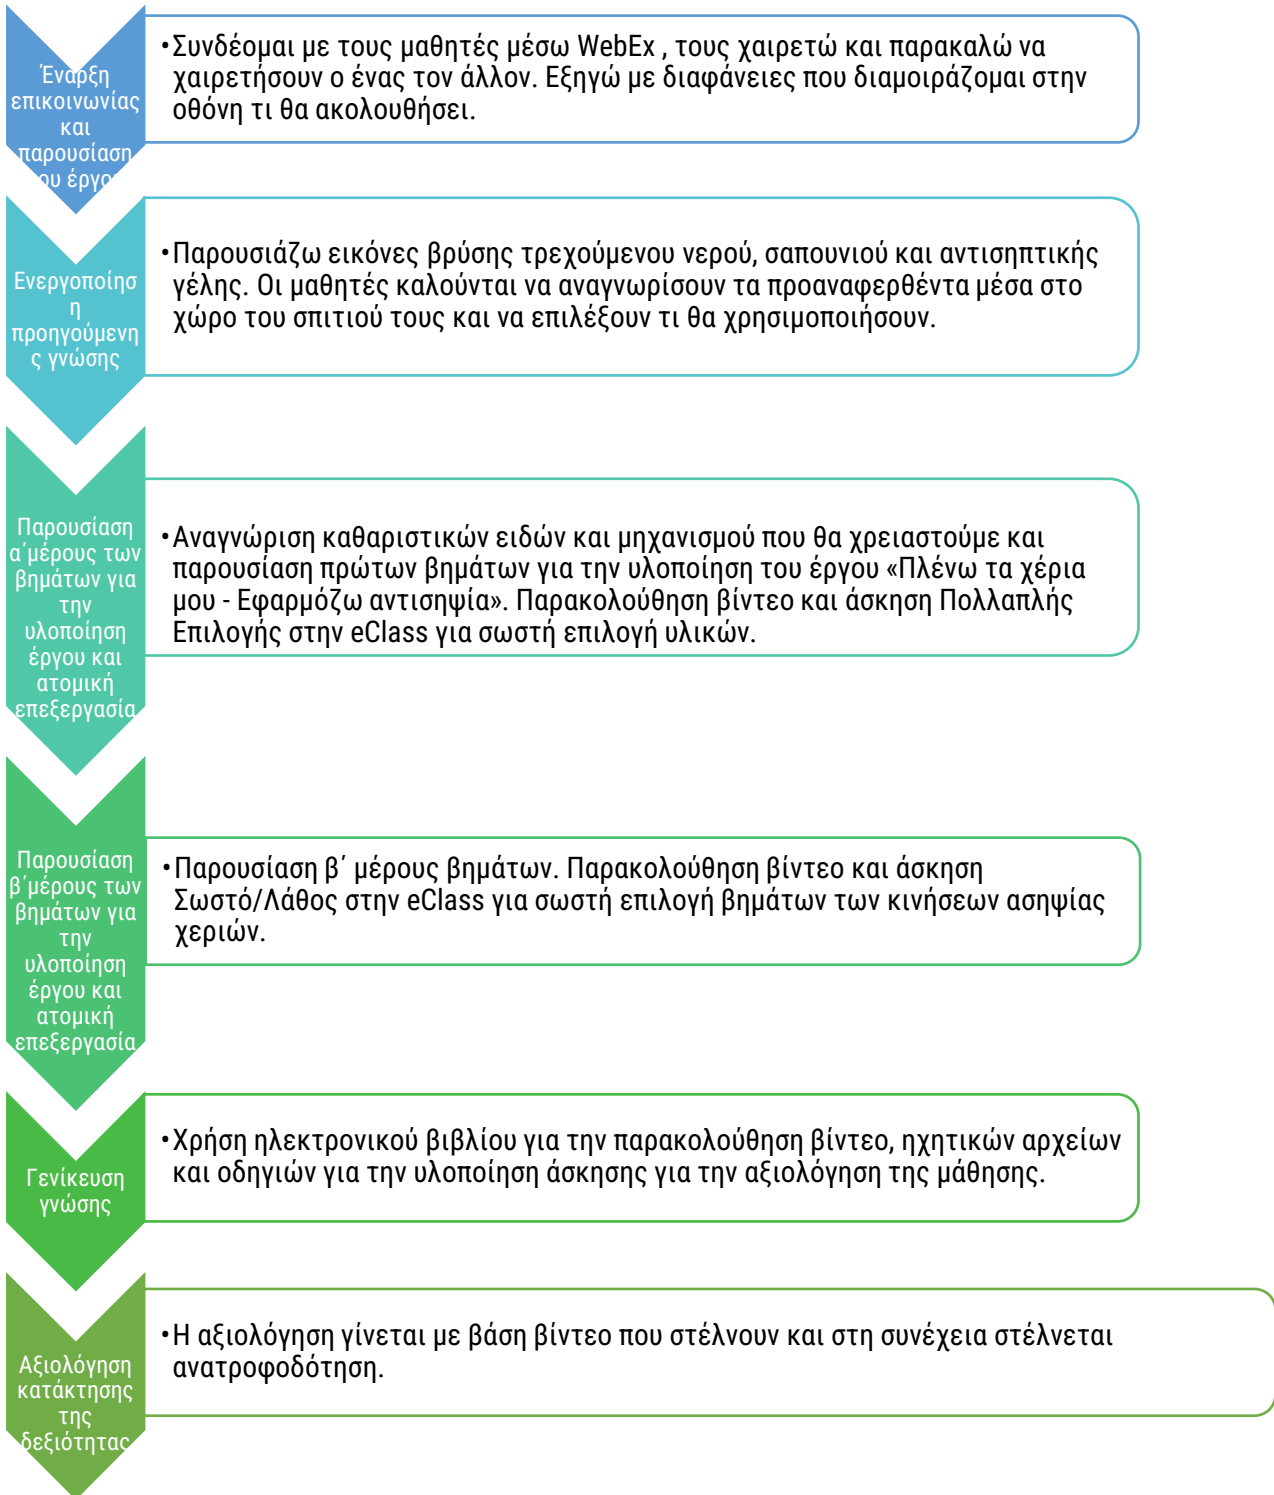 Έναρξη
επικοινωνίας
και
παρουσίαση
του έργου
•Συνδέομαι με τους μαθητές μέσω WebEx , τους χαιρετώ και παρακαλώ να
χαιρετήσουν ο ένας τον άλλον. Εξηγώ με διαφάνειες που διαμοιράζομαι στην
οθόνη τι θα ακολουθήσει.
Ενεργοποίησ
η
προηγούμενη
ς γνώσης
•Παρουσιάζω εικόνες βρύσης τρεχούμενου νερού, σαπουνιού και αντισηπτικής
γέλης. Οι μαθητές καλούνται να αναγνωρίσουν τα προαναφερθέντα μέσα στο
χώρο του σπιτιού τους και να επιλέξουν τι θα χρησιμοποιήσουν.
Παρουσίαση
α΄μέρους των
βημάτων για
την
υλοποίηση
έργου και
ατομική
επεξεργασία
•Αναγνώριση καθαριστικών ειδών και μηχανισμού που θα χρειαστούμε και
παρουσίαση πρώτων βημάτων για την υλοποίηση του έργου «Πλένω τα χέρια
μου - Εφαρμόζω αντισηψία». Παρακολούθηση βίντεο και άσκηση Πολλαπλής
Επιλογής στην eClass για σωστή επιλογή υλικών.
Παρουσίαση
β΄μέρους των
βημάτων για
την
υλοποίηση
έργου και
ατομική
επεξεργασία
•Παρουσίαση β΄ μέρους βημάτων. Παρακολούθηση βίντεο και άσκηση
Σωστό/Λάθος στην eClass για σωστή επιλογή βημάτων των κινήσεων ασηψίας
χεριών.
Γενίκευση
γνώσης
•Χρήση ηλεκτρονικού βιβλίου για την παρακολούθηση βίντεο, ηχητικών αρχείων
και οδηγιών για την υλοποίηση άσκησης για την αξιολόγηση της μάθησης.
Αξιολόγηση
κατάκτησης
της
δεξιότητας
•Η αξιολόγηση γίνεται με βάση βίντεο που στέλνουν και στη συνέχεια στέλνεται
ανατροφοδότηση.